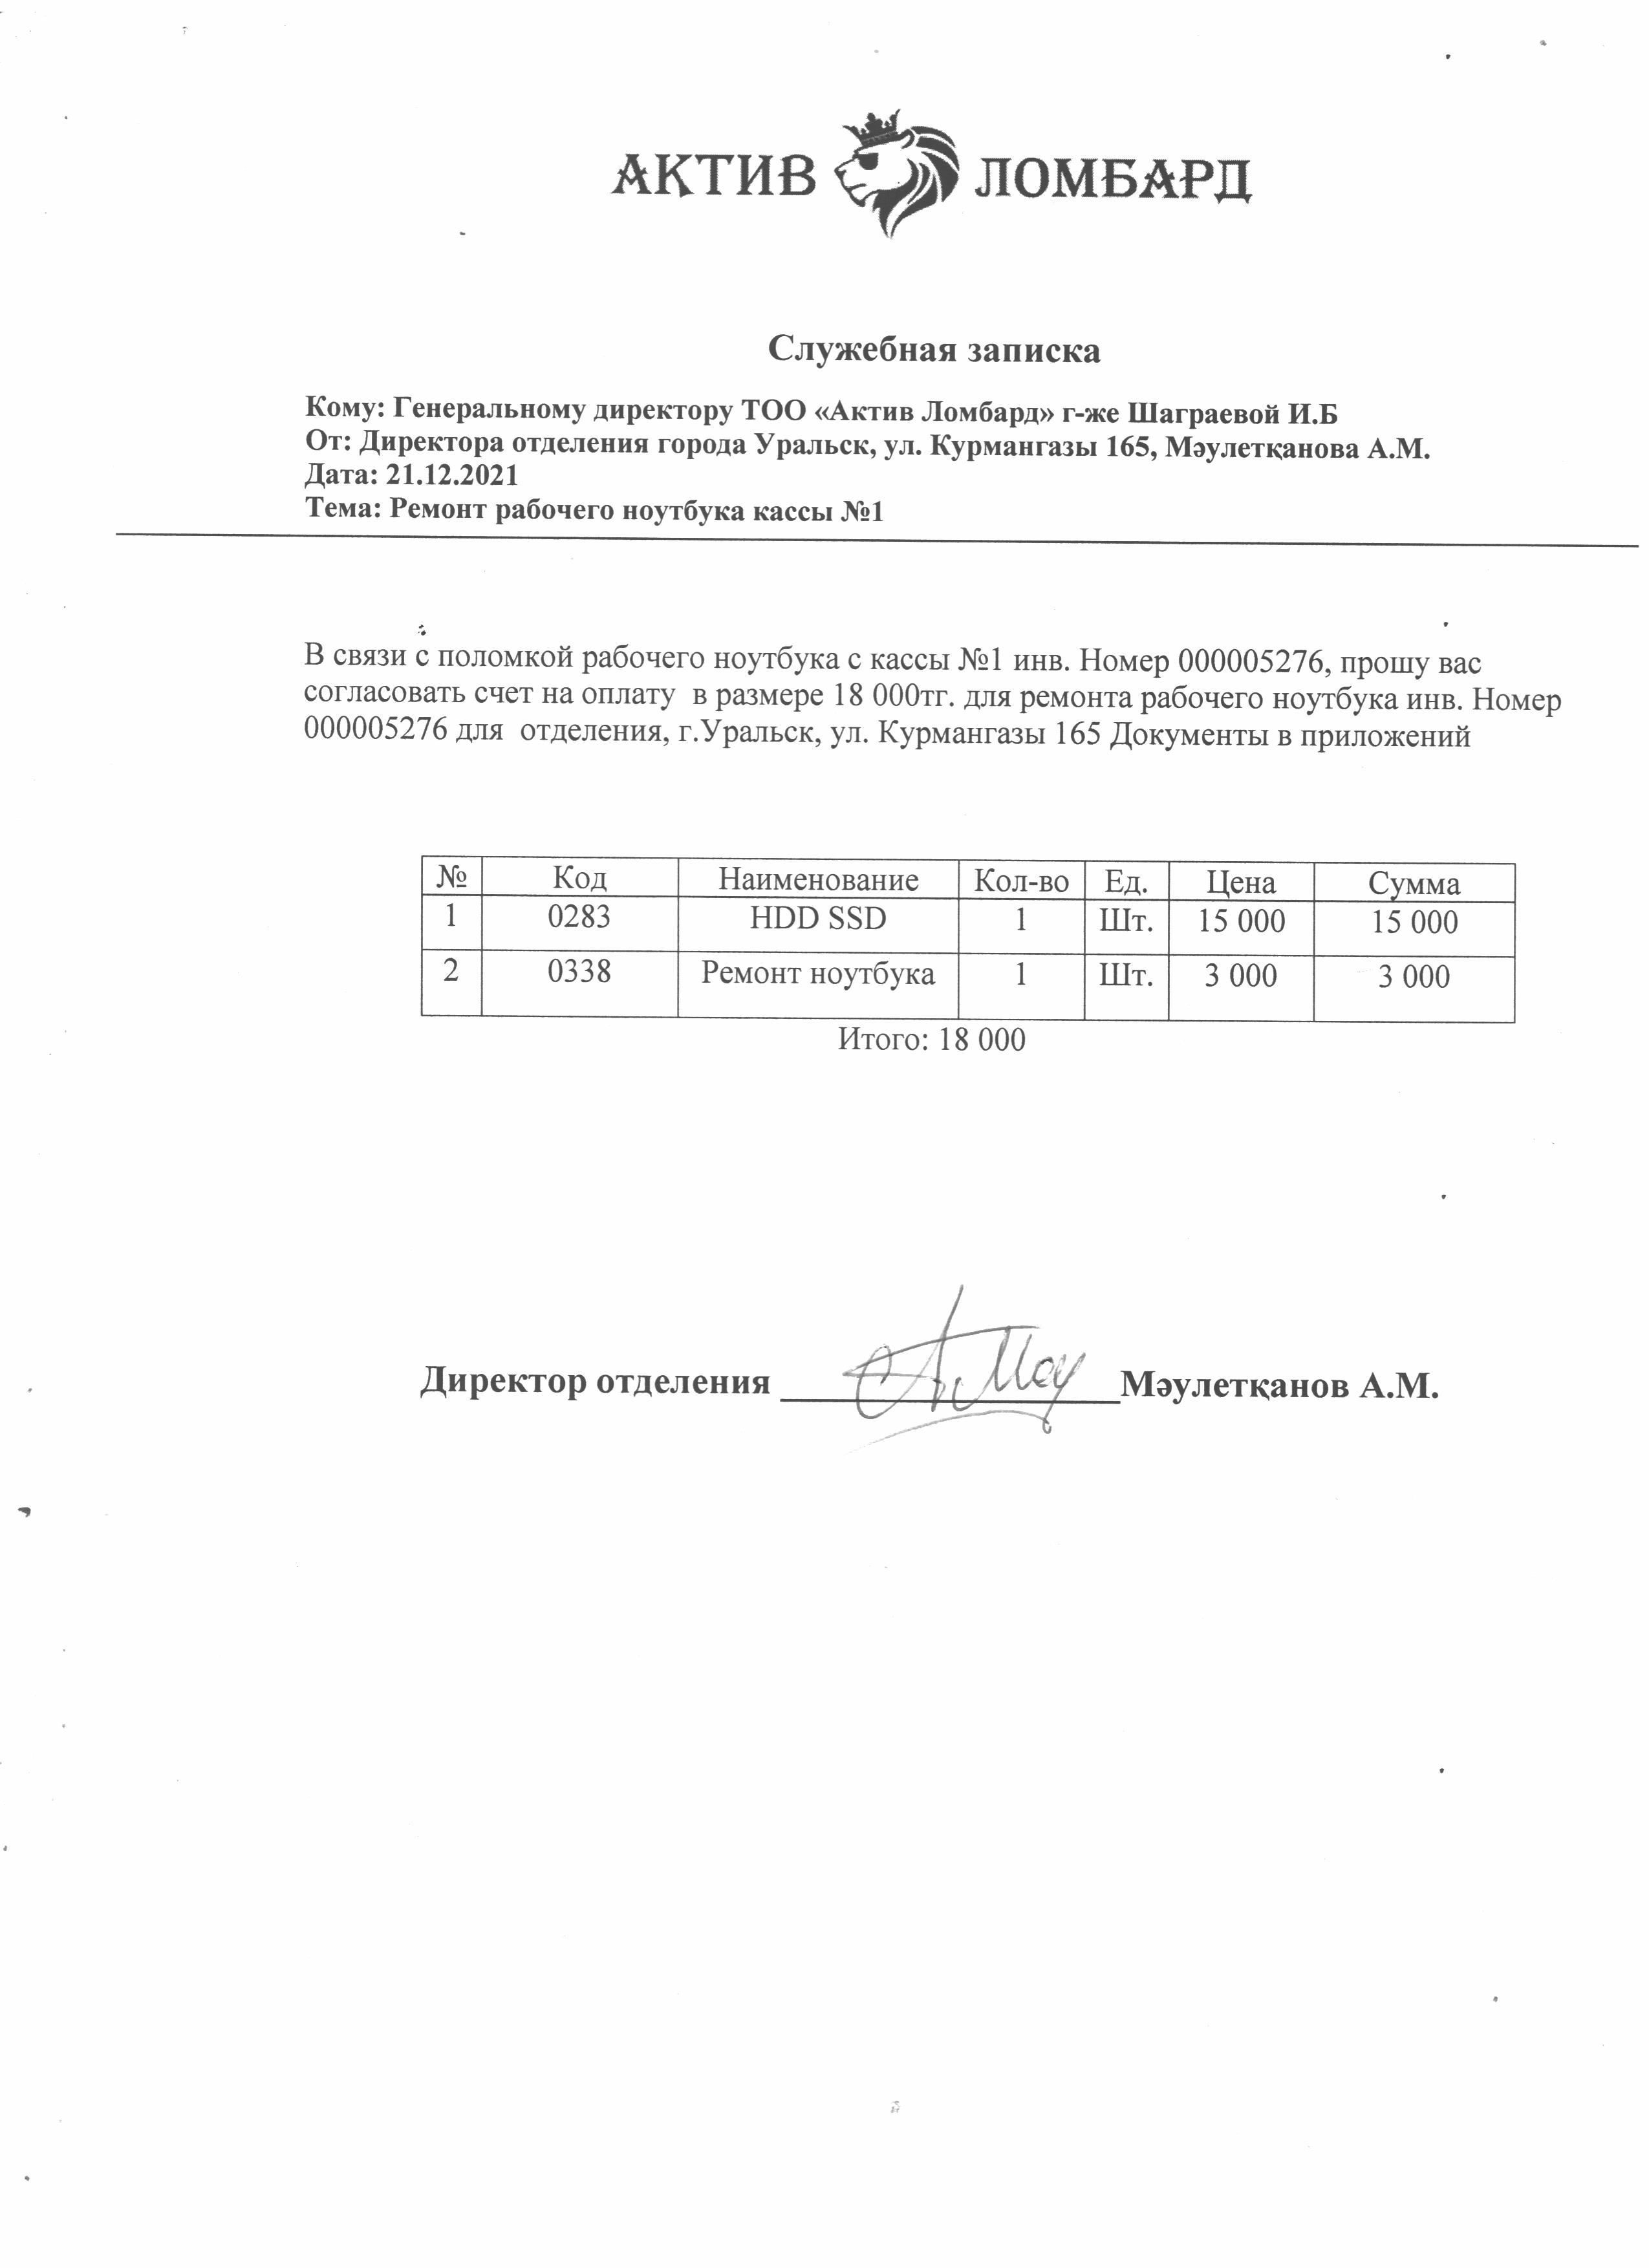 АКТИВ ЛОМБАРД
Служебная записка
Кому: Генеральному директору ТОО «Актив Ломбард» г-же Шаграевой И.Б
От: Директора отделения города Уральск, ул. Курмангазы 165, Мәулетқанова А.М.
Дата: 21.12.2021
Тема: Ремонт рабочего ноутбука кассы №1
В связи с поломкой рабочего ноутбука с кассы №1 инв. Номер 000005276, прошу вас
согласовать счет на оплату в размере 18 000тг. для ремонта рабочего ноутбука инв. Номер
000005276 для отделения, г.Уральск, ул. Курмангазы 165 Документы в приложений
№ Код Наименование Кол-во Ед. Цена Сумма
1 0283 HDD SSD 1 Шт. 15 000 15 000
2 0338 Ремонт ноутбука 1 Шт. 3 000 3 000
Итого: 18 000
Директор отделения Мәулетқанов А.М.